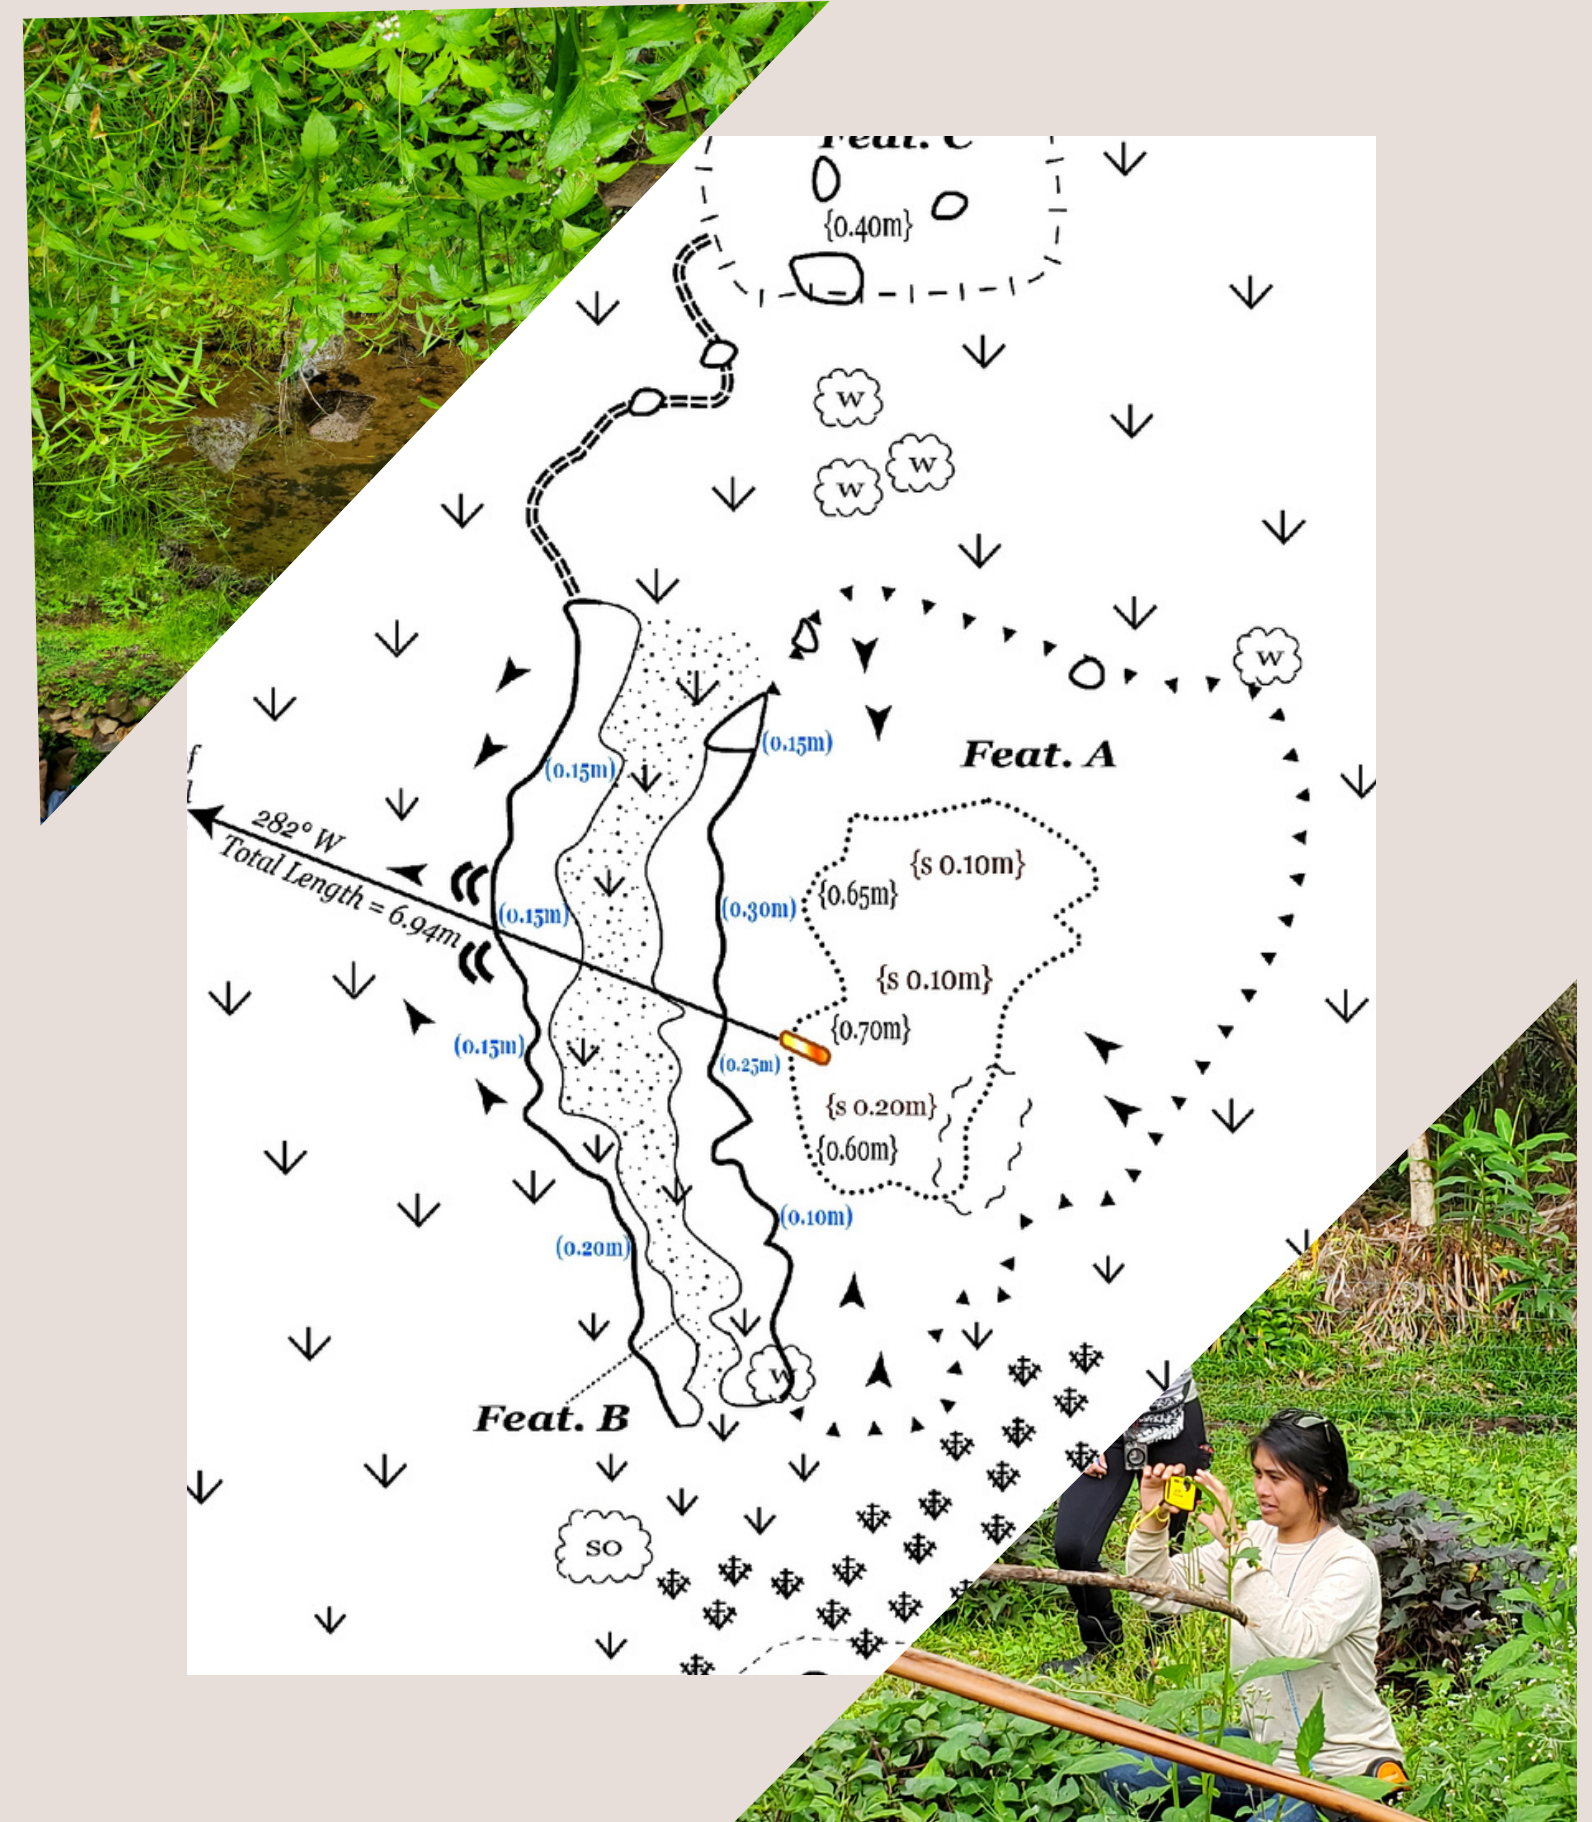 Feat. C
{0.40m}
W
W
W
W
(0.15m)
Feat. A
(0.15m)
f
l
282° W
Total Length = 6.94m
{s 0.10m}
{0.65m}
(0.15m)
(0.30m)
{s 0.10m}
{0.70m}
(0.15m)
(0.25m)
{s 0.20m}
{0.60m}
(0.10m)
(0.20m)
W
Feat. B
SO